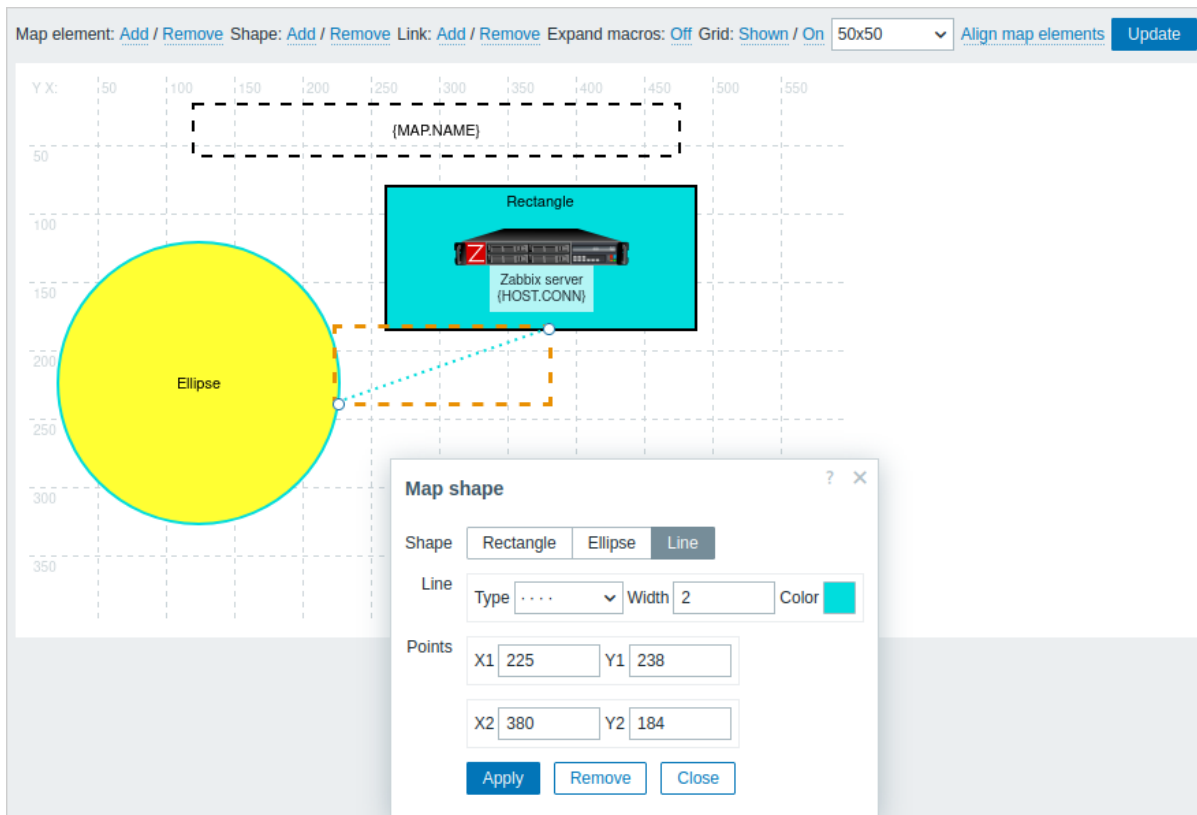 Map element: Add / Remove Shape: Add / Remove Link: Add / Remove Expand macros: Off Grid: Shown / On 50x50 Align map elements Update
Y X: 50 100 150 200 250 300 350 400 450 500 550
{MAP.NAME}
50
Rectangle
100
Z
Zabbix server
150
{HOST.CONN}
200
Ellipse
250
300
350
Map shape ? ×
Shape Rectangle Ellipse Line
Line Type Width 2 Color
Points X1 225 Y1 238
X2 380 Y2 184
Apply Remove Close